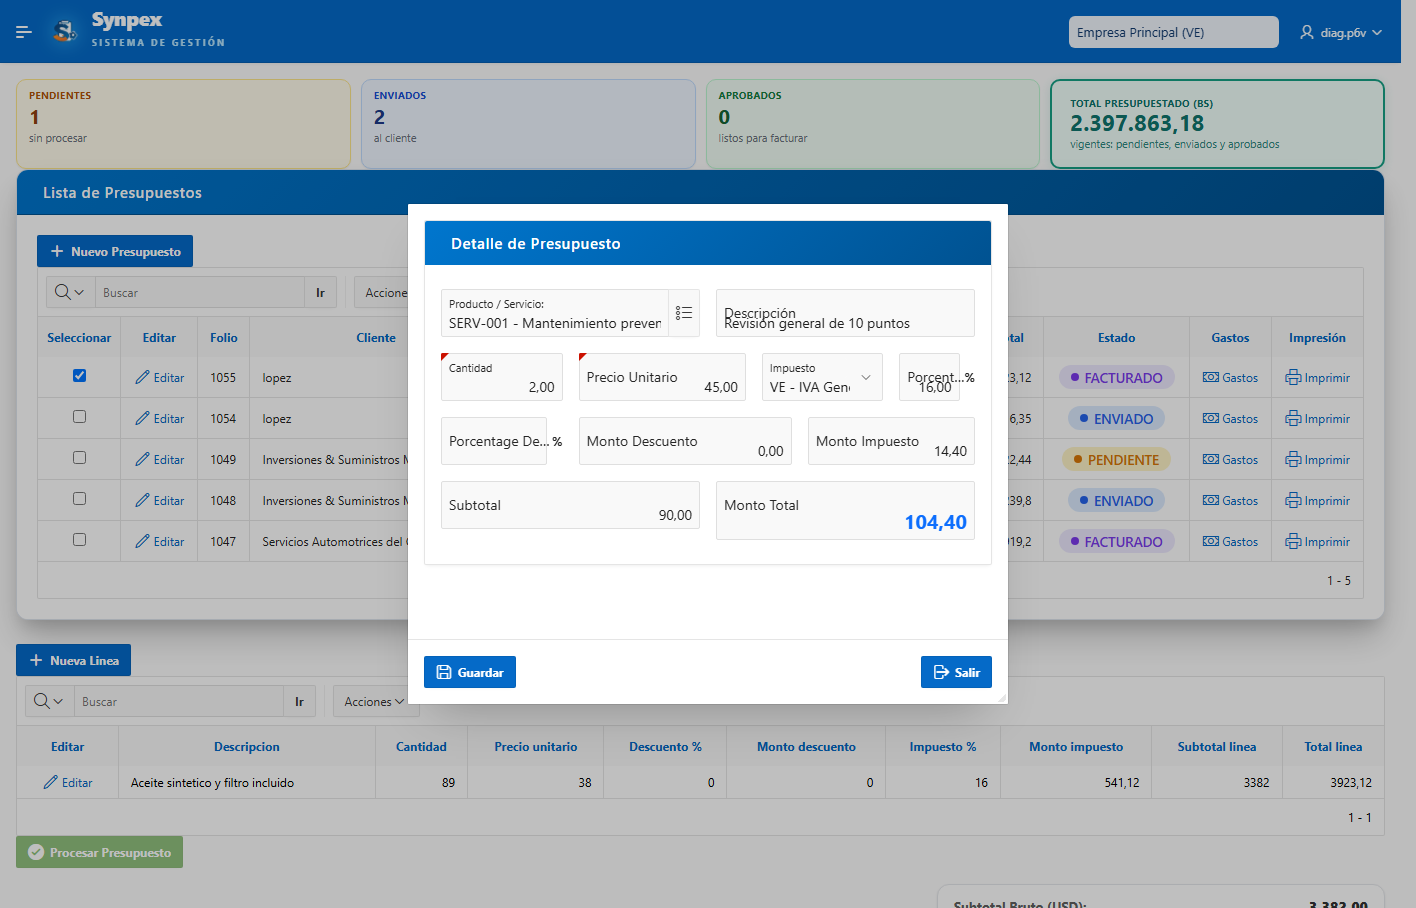 Synpex
SISTEMA DE GESTIÓN
Empresa Principal (VE)
diag.p6v
PENDIENTES
1
sin procesar
ENVIADOS
2
al cliente
APROBADOS
0
listos para facturar
TOTAL PRESUPUESTADO (BS)
2.397.863,18
vigentes: pendientes, enviados y aprobados
Lista de Presupuestos
Nuevo Presupuesto
Buscar
Ir
Accione
Seleccionar Editar Folio Cliente tal Estado Gastos Impresión
Editar 1055 lopez 3,12 FACTURADO Gastos Imprimir
Editar 1054 lopez 6,35 ENVIADO Gastos Imprimir
Editar 1049 Inversiones & Suministros M 2,44 PENDIENTE Gastos Imprimir
Editar 1048 Inversiones & Suministros M 239,8 ENVIADO Gastos Imprimir
Editar 1047 Servicios Automotrices del 919,2 FACTURADO Gastos Imprimir
1 - 5
Detalle de Presupuesto
Producto / Servicio:
SERV-001 - Mantenimiento preven
Descripción
Revisión general de 10 puntos
Cantidad
2,00
Precio Unitario
45,00
Impuesto
VE - IVA Gen
Porcent...%
16,00
Porcentage De... %
Monto Descuento
0,00
Monto Impuesto
14,40
Subtotal
90,00
Monto Total
104,40
Guardar
Salir
Nueva Linea
Buscar
Ir
Acciones
Editar Descripcion Cantidad Precio unitario Descuento % Monto descuento Impuesto % Monto impuesto Subtotal linea Total linea
Editar Aceite sintetico y filtro incluido 89 38 0 0 16 541,12 3382 3923,12
1 - 1
Procesar Presupuesto
Subtotal Bruto (USD): 3.382,00